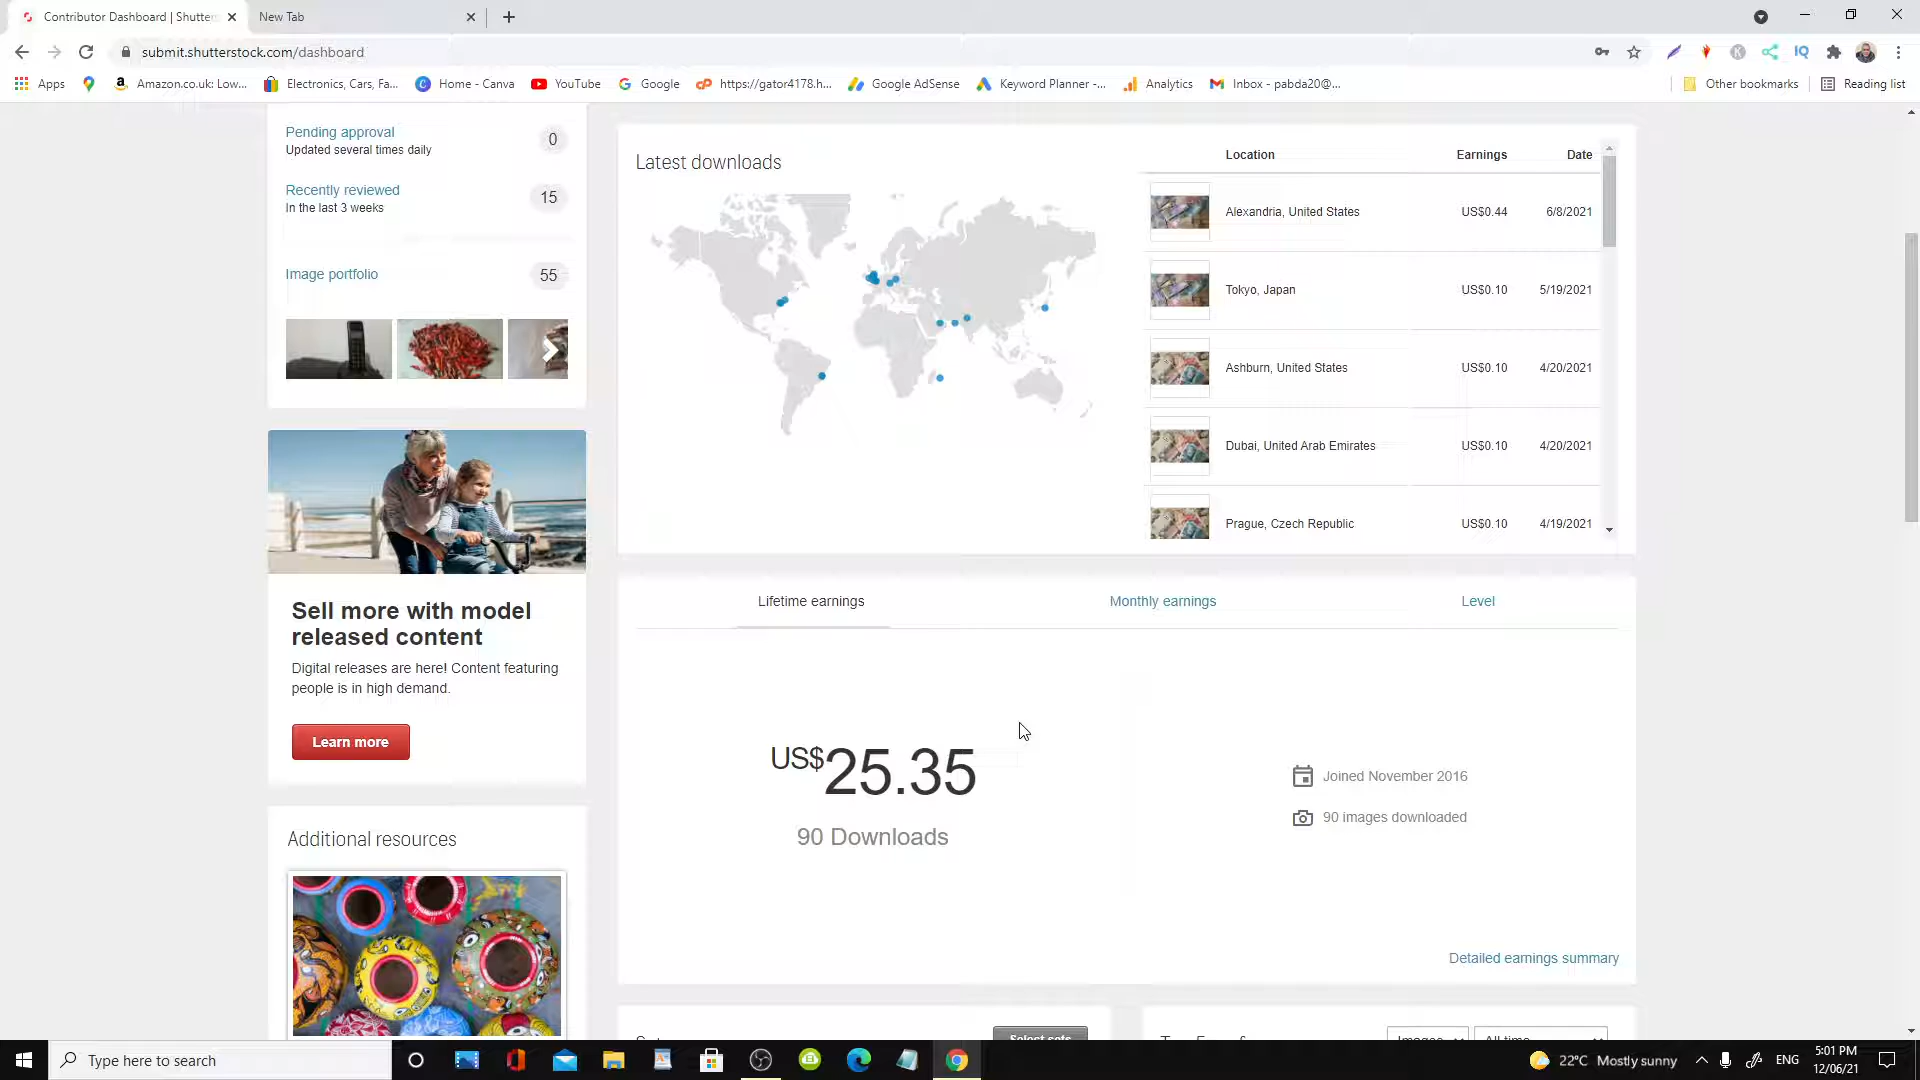 Contributor Dashboard | Shutter
New Tab
submit.shutterstock.com/dashboard
Apps
Amazon.co.uk: Low...
Electronics, Cars, Fa...
Home - Canva
YouTube
Google
https://gator4178.h...
Google AdSense
Keyword Planner -...
Analytics
Inbox - pabda20@...
Other bookmarks
Reading list
Pending approval
Updated several times daily
0
Recently reviewed
In the last 3 weeks
15
Image portfolio
55
Sell more with model
released content
Digital releases are here! Content featuring
people is in high demand.
Learn more
Additional resources
Latest downloads
Location Earnings Date
Alexandria, United States US$0.44 6/8/2021
Tokyo, Japan US$0.10 5/19/2021
Ashburn, United States US$0.10 4/20/2021
Dubai, United Arab Emirates US$0.10 4/20/2021
Prague, Czech Republic US$0.10 4/19/2021
Lifetime earnings
Monthly earnings
Level
US$25.35
90 Downloads
Joined November 2016
90 images downloaded
Detailed earnings summary
Select sets
Images
All time
Type here to search
22°C Mostly sunny
ENG
5:01 PM
12/06/21